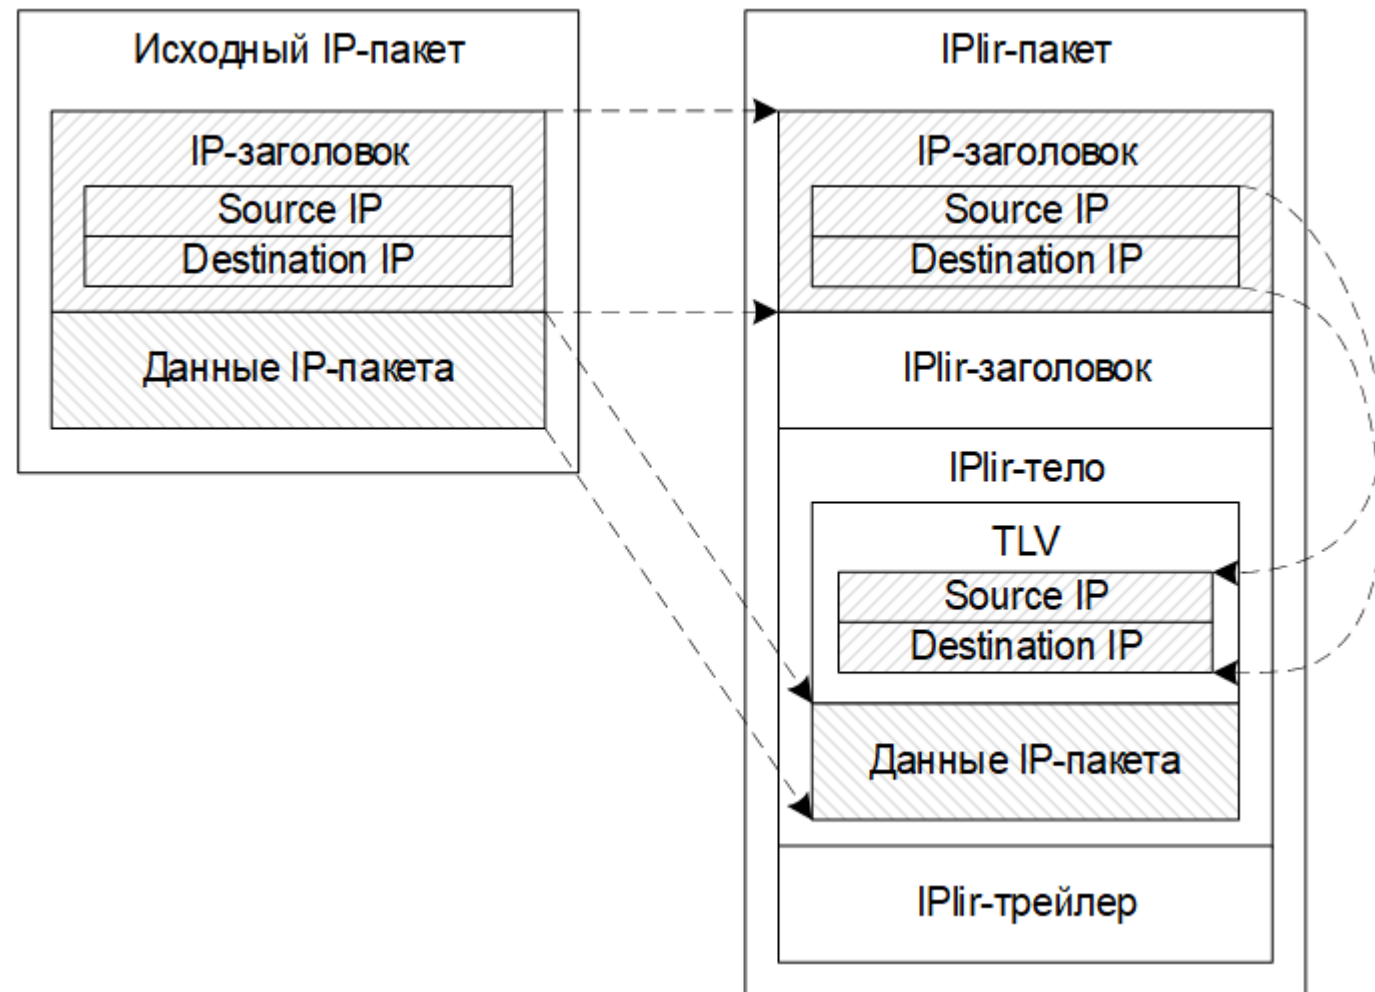 Исходный IP-пакет
IP-заголовок
Source IP
Destination IP
Данные IP-пакета
IPlir-пакет
IP-заголовок
Source IP
Destination IP
IPlir-заголовок
IPlir-тело
TLV
Source IP
Destination IP
Данные IP-пакета
IPlir-трейлер